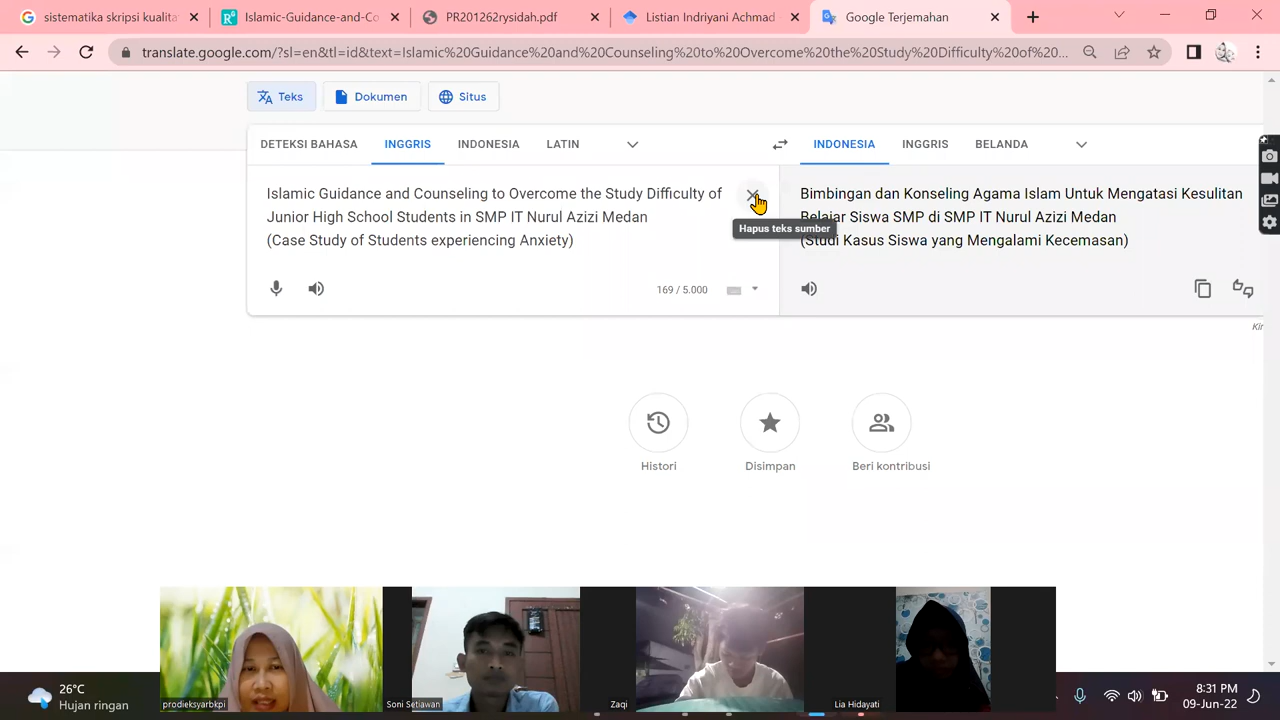 sistematika skripsi kualitat
Islamic-Guidance-and-Co
PR201262rysidah.pdf
Listian Indriyani Achmad
Google Terjemahan
translate.google.com/?sl=en&tl=id&text=Islamic%20Guidance%20and%20Counseling%20to%20Overcome%20the%20Study%20Difficulty%20of%20...
Teks
Dokumen
Situs
DETEKSI BAHASA
INGGRIS
INDONESIA
LATIN
INDONESIA
INGGRIS
BELANDA
Islamic Guidance and Counseling to Overcome the Study Difficulty of
Junior High School Students in SMP IT Nurul Azizi Medan
(Case Study of Students experiencing Anxiety)
Hapus teks sumber
169 / 5.000
Bimbingan dan Konseling Agama Islam Untuk Mengatasi Kesulitan
Belajar Siswa SMP di SMP IT Nurul Azizi Medan
(Studi Kasus Siswa yang Mengalami Kecemasan)
Kir
Histori
Disimpan
Beri kontribusi
prodieksyarbkpi
Soni Setiawan
Zaqi
Lia Hidayati
26°C
Hujan ringan
8:31 PM
09-Jun-22